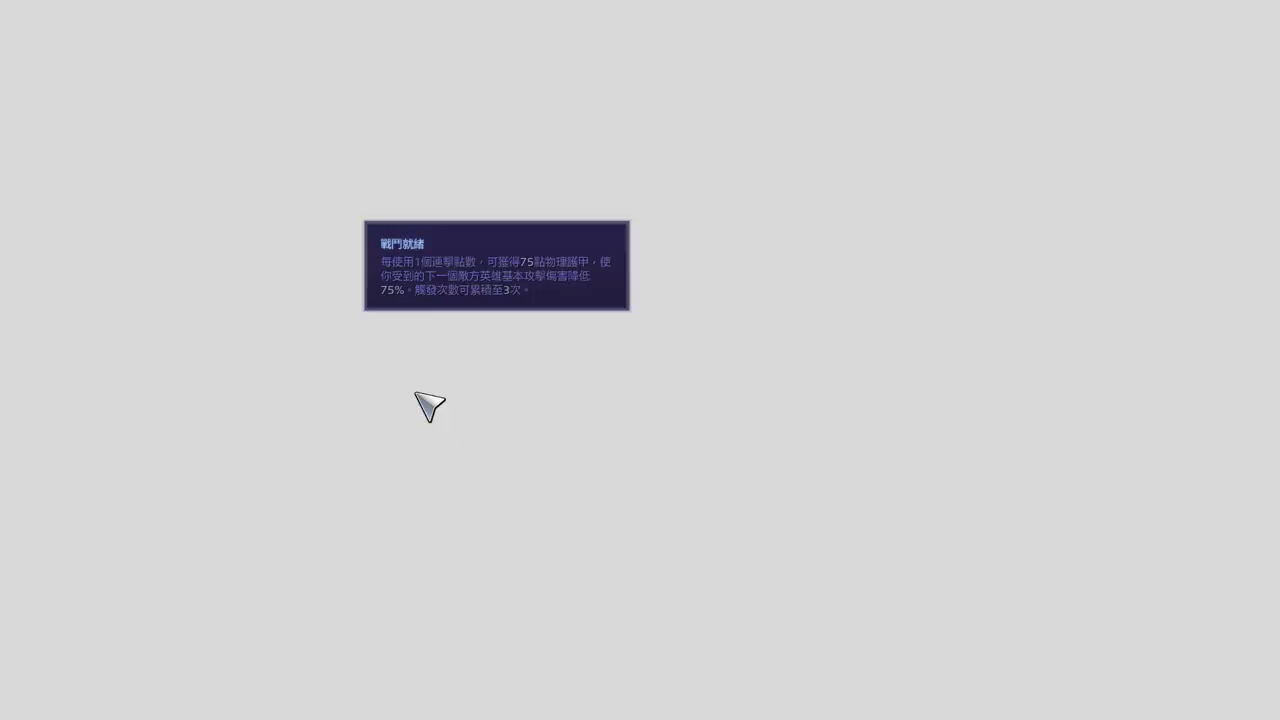 戰鬥就緒
每使用1個連擊點數，可獲得75點物理護甲，使
你受到的下一個敵方英雄基本攻擊傷害降低
75%。觸發次數可累積至3次。